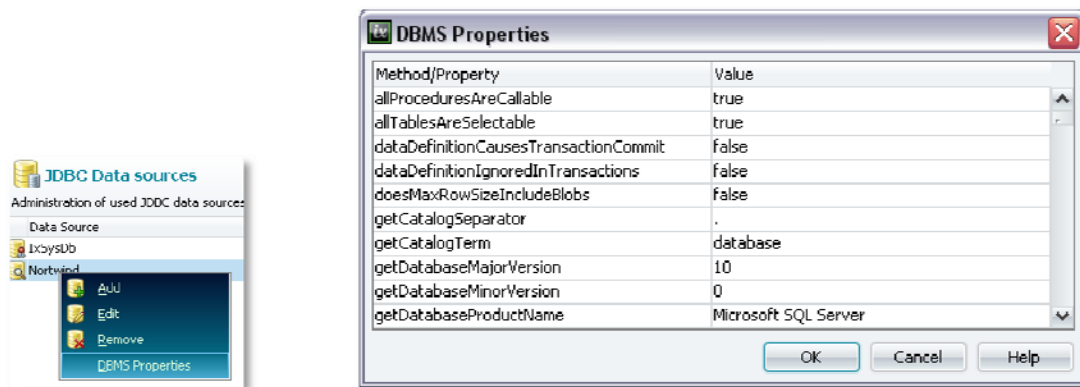 JDBC Data sources
Administration of used JDBC data sources
Data Source
IxSysDb
Nortwind
Add
Edit
Remove
DBMS Properties
DBMS Properties
Method/Property Value
allProceduresAreCallable true
allTablesAreSelectable true
dataDefinitionCausesTransactionCommit false
dataDefinitionIgnoredInTransactions false
doesMaxRowSizeIncludeBlobs false
getCatalogSeparator .
getCatalogTerm database
getDatabaseMajorVersion 10
getDatabaseMinorVersion 0
getDatabaseProductName Microsoft SQL Server
OK Cancel Help